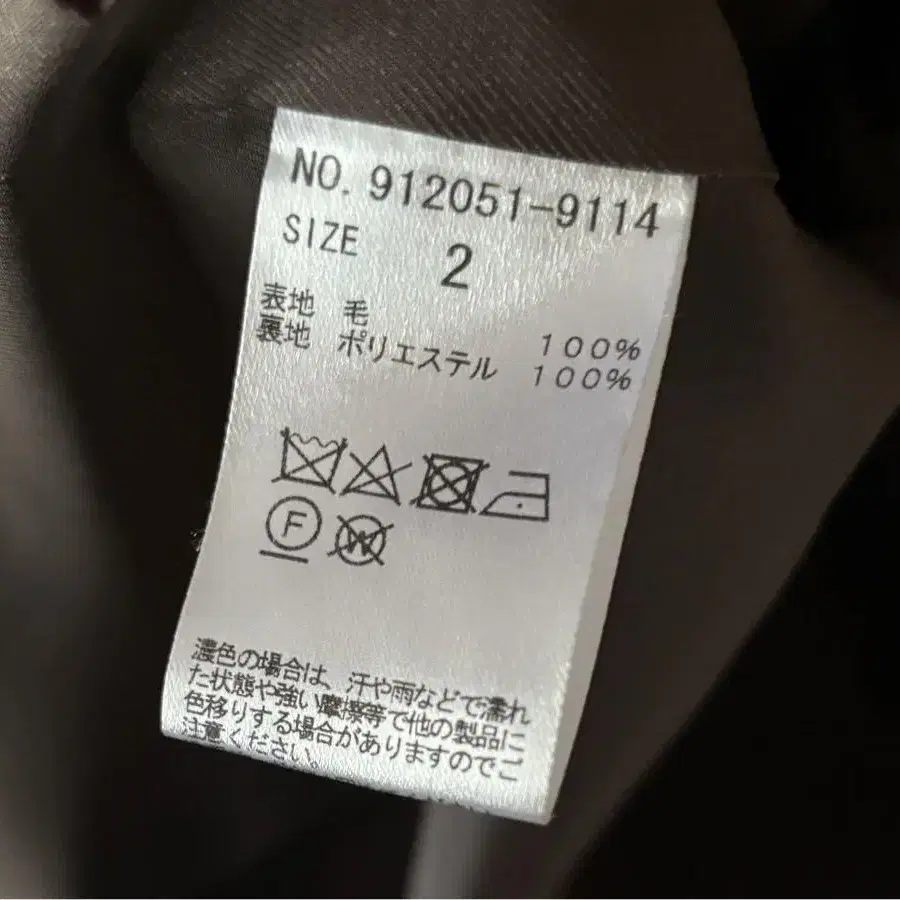 NO. 912051-9114
SIZE 2
表地 毛 100%
裏地 ポリエステル 100%
F
W
濃色の場合は、汗や雨などで濡れ
た状態や強い摩擦等で他の製品に
色移りする場合がありますのでご
注意ください。